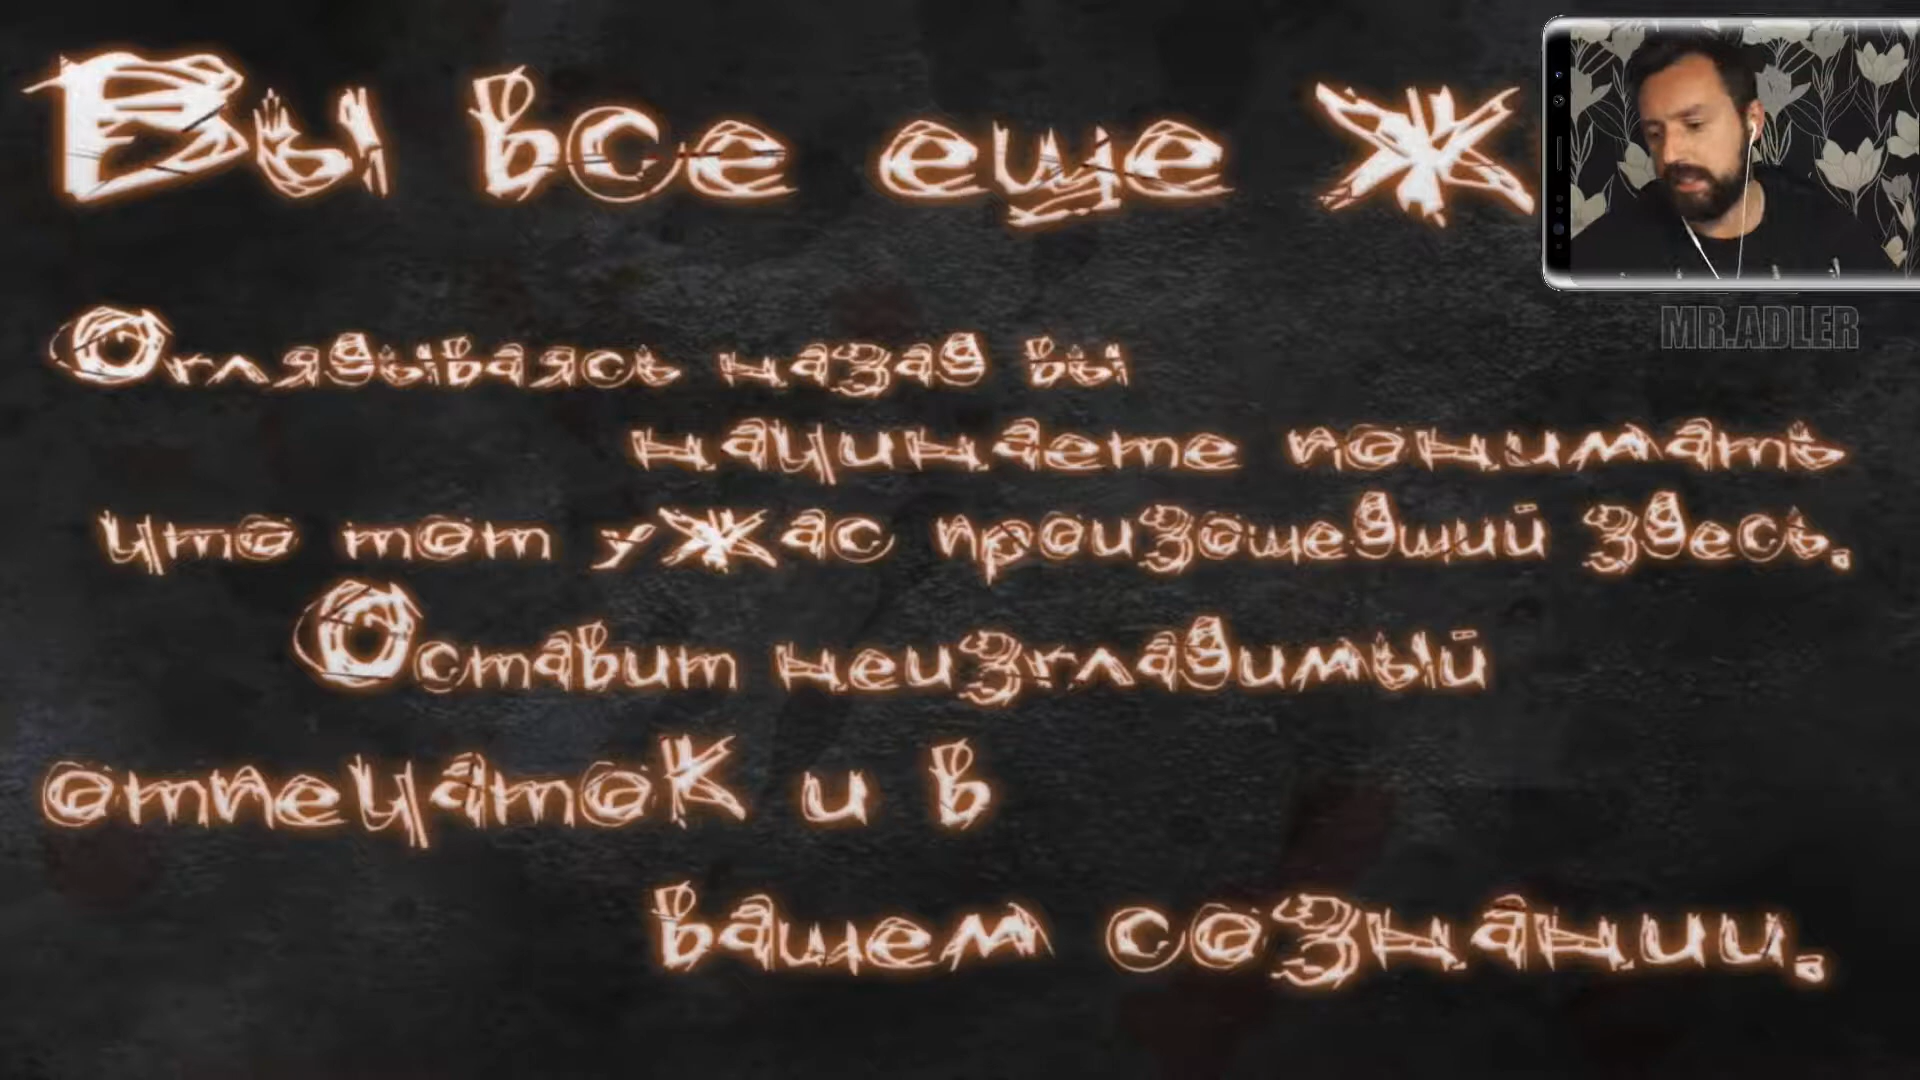 Вы все еще Ж
MR.ADLER
Оглядываясь назад вы
начинаете понимать
что тот ужас произошедший здесь.
Оставит неизгладимый
отпечаток и в
вашем сознании.